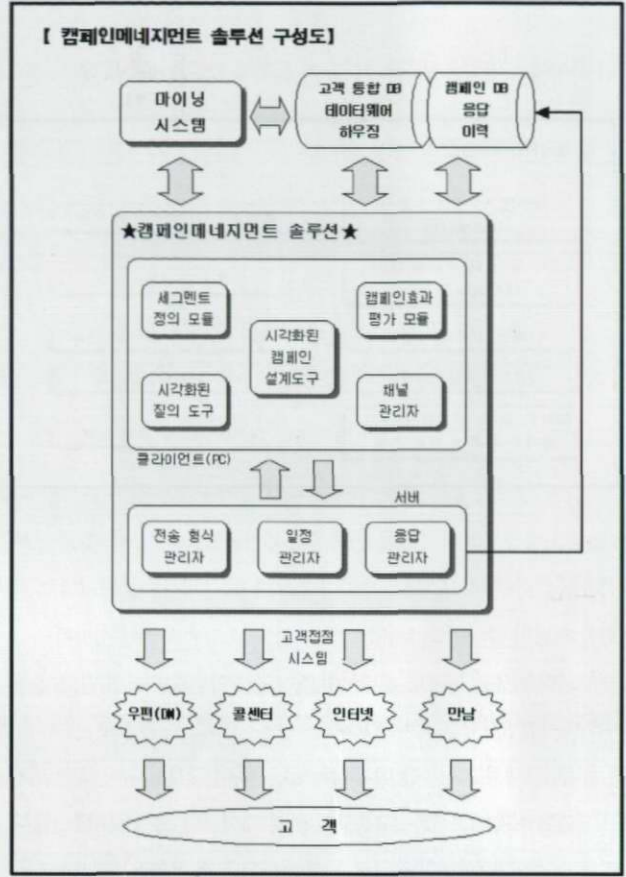 [ 캠페인메네지먼트 솔루션 구성도]
마이닝
시스템
고객 통합 DB
데이터웨어
하우징
캠페인 DB
응답
이력
★캠페인메네지먼트 솔루션★
세그멘트
정의 모듈
캠페인효과
평가 모듈
시각화된
캠페인
설계도구
시각화된
질의 도구
채널
관리자
클라이언트(PC)
서버
전송 형식
관리자
일정
관리자
응답
관리자
고객접점
시스템
우편(DM)
콜센터
인터넷
만남
고 객